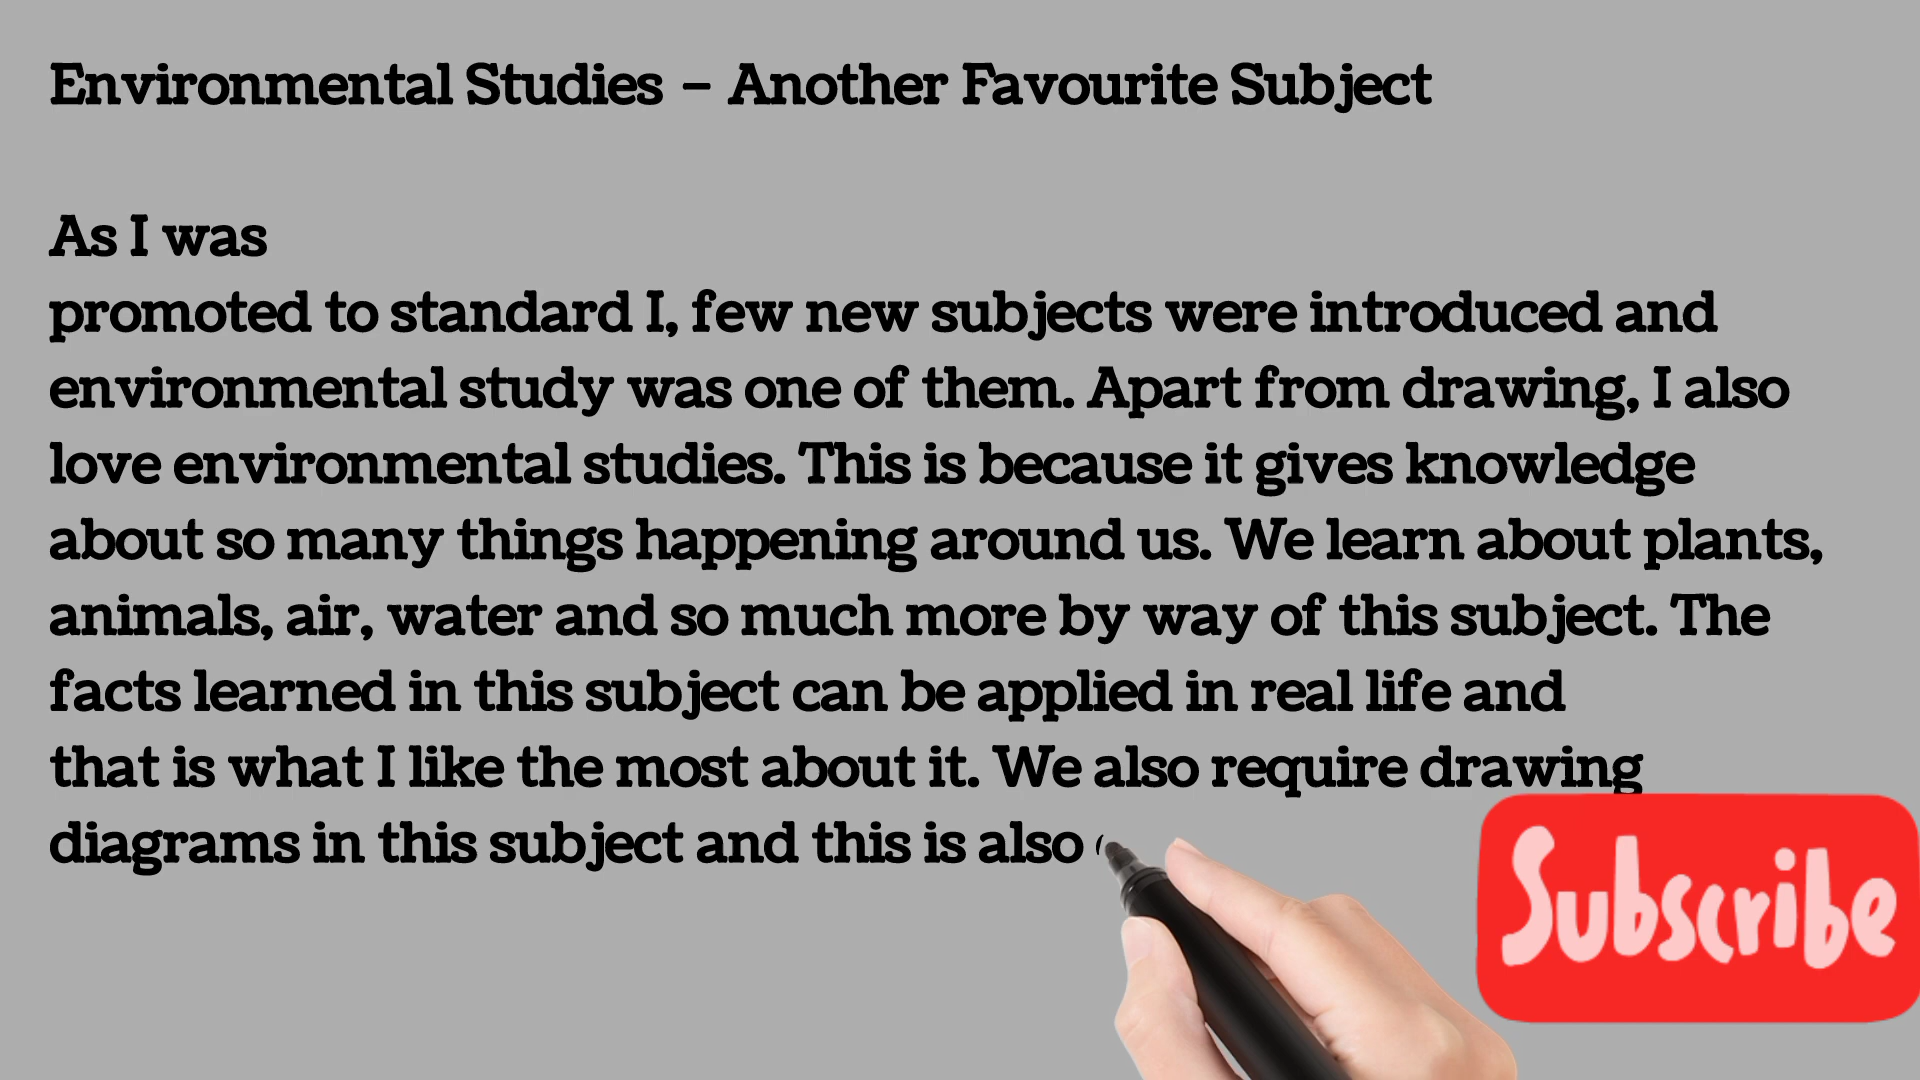 Environmental Studies – Another Favourite Subject
As I was
promoted to standard I, few new subjects were introduced and
environmental study was one of them. Apart from drawing, I also
love environmental studies. This is because it gives knowledge
about so many things happening around us. We learn about plants,
animals, air, water and so much more by way of this subject. The
facts learned in this subject can be applied in real life and
that is what I like the most about it. We also require drawing
diagrams in this subject and this is also
Subscribe